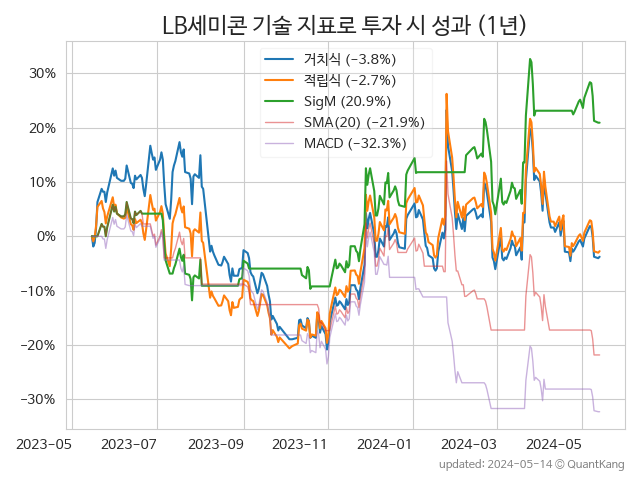 LB세미콘 기술 지표로 투자 시 성과 (1년)
거치식 (−3.8%)
적립식 (−2.7%)
SigM (20.9%)
SMA(20) (−21.9%)
MACD (−32.3%)
30%
20%
10%
0%
−10%
−20%
−30%
2023-05 2023-07 2023-09 2023-11 2024-01 2024-03 2024-05
updated: 2024-05-14 ⓒ QuantKang